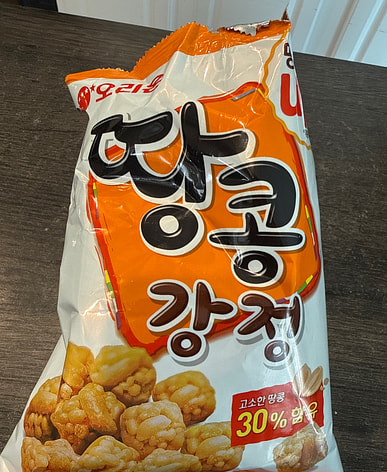 오리온
땅콩
강정
고소한 땅콩
30% 함유